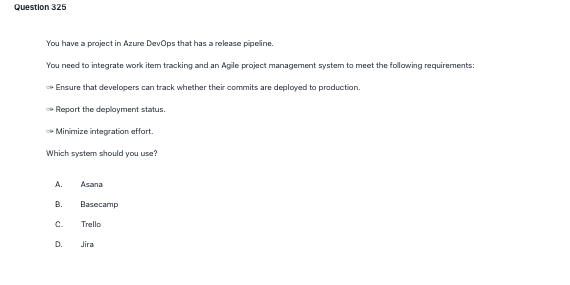 Question 325
You have a project in Azure DevOps that has a release pipeline.
You need to integrate work item tracking and an Agile project management system to meet the following requirements:
⇒ Ensure that developers can track whether their commits are deployed to production.
⇒ Report the deployment status.
⇒ Minimize integration effort.
Which system should you use?
A. Asana
B. Basecamp
C. Trello
D. Jira